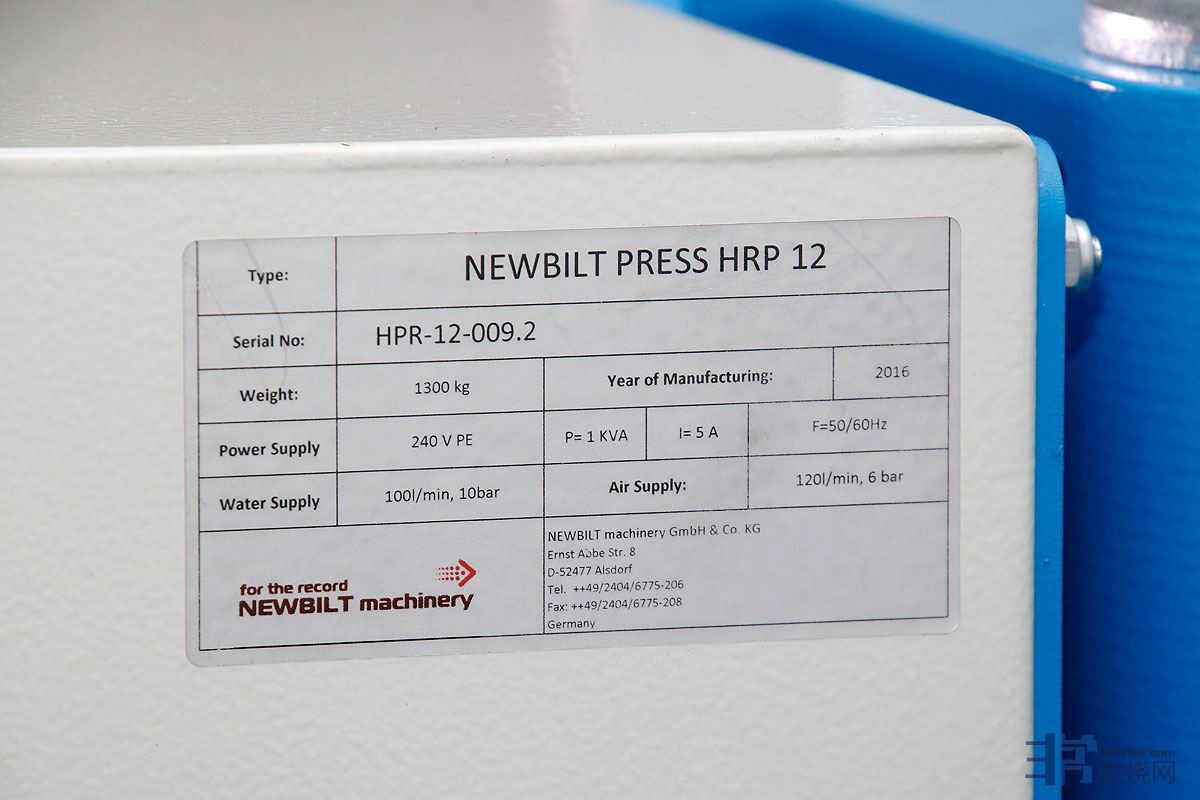 Type: NEWBILT PRESS HRP 12
Serial No: HPR-12-009.2
Weight: 1300 kg Year of Manufacturing: 2016
Power Supply 240 V PE P= 1 KVA I= 5 A F=50/60Hz
Water Supply 100l/min, 10bar Air Supply: 120l/min, 6 bar
for the record
NEWBILT machinery
NEWBILT machinery GmbH & Co. KG
Ernst Abbe Str. 8
D-52477 Alsdorf
Tel. ++49/2404/6775-206
Fax: ++49/2404/6775-208
Germany
HIFI168.com
发烧网